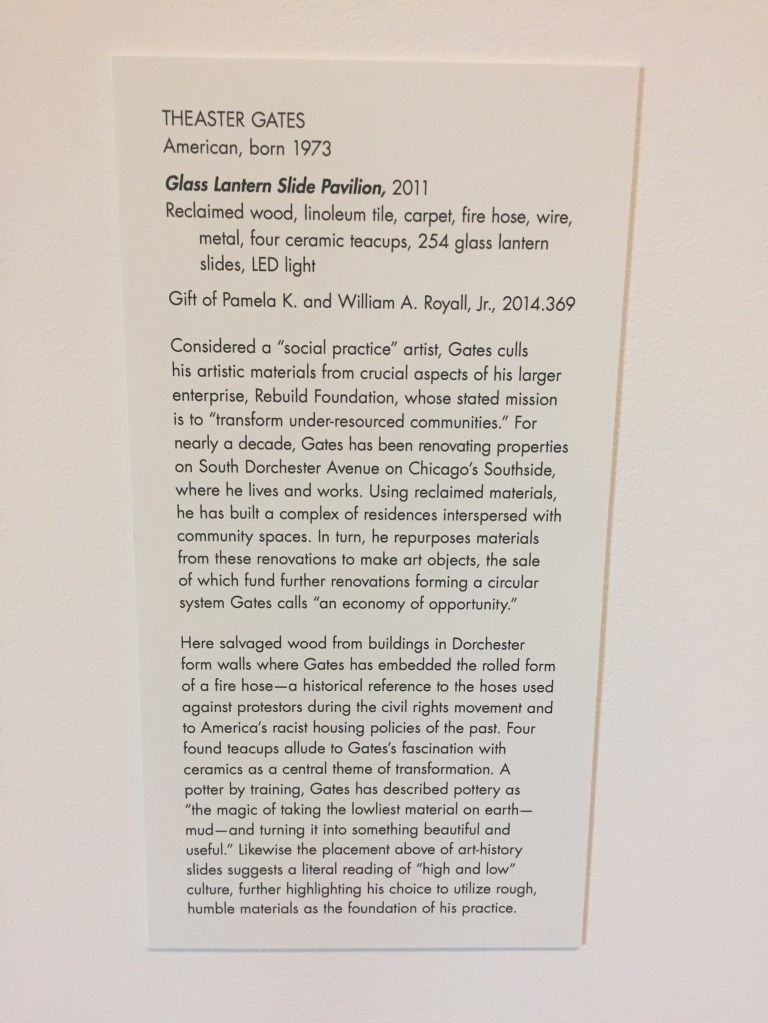 THEASTER GATES
American, born 1973
Glass Lantern Slide Pavilion, 2011
Reclaimed wood, linoleum tile, carpet, fire hose, wire,
metal, four ceramic teacups, 254 glass lantern
slides, LED light
Gift of Pamela K. and William A. Royall, Jr., 2014.369
Considered a “social practice” artist, Gates culls
his artistic materials from crucial aspects of his larger
enterprise, Rebuild Foundation, whose stated mission
is to “transform under-resourced communities.” For
nearly a decade, Gates has been renovating properties
on South Dorchester Avenue on Chicago’s Southside,
where he lives and works. Using reclaimed materials,
he has built a complex of residences interspersed with
community spaces. In turn, he repurposes materials
from these renovations to make art objects, the sale
of which fund further renovations forming a circular
system Gates calls “an economy of opportunity.”
Here salvaged wood from buildings in Dorchester
form walls where Gates has embedded the rolled form
of a fire hose—a historical reference to the hoses used
against protestors during the civil rights movement and
to America’s racist housing policies of the past. Four
found teacups allude to Gates’s fascination with
ceramics as a central theme of transformation. A
potter by training, Gates has described pottery as
“the magic of taking the lowliest material on earth—
mud—and turning it into something beautiful and
useful.” Likewise the placement above of art-history
slides suggests a literal reading of “high and low”
culture, further highlighting his choice to utilize rough,
humble materials as the foundation of his practice.